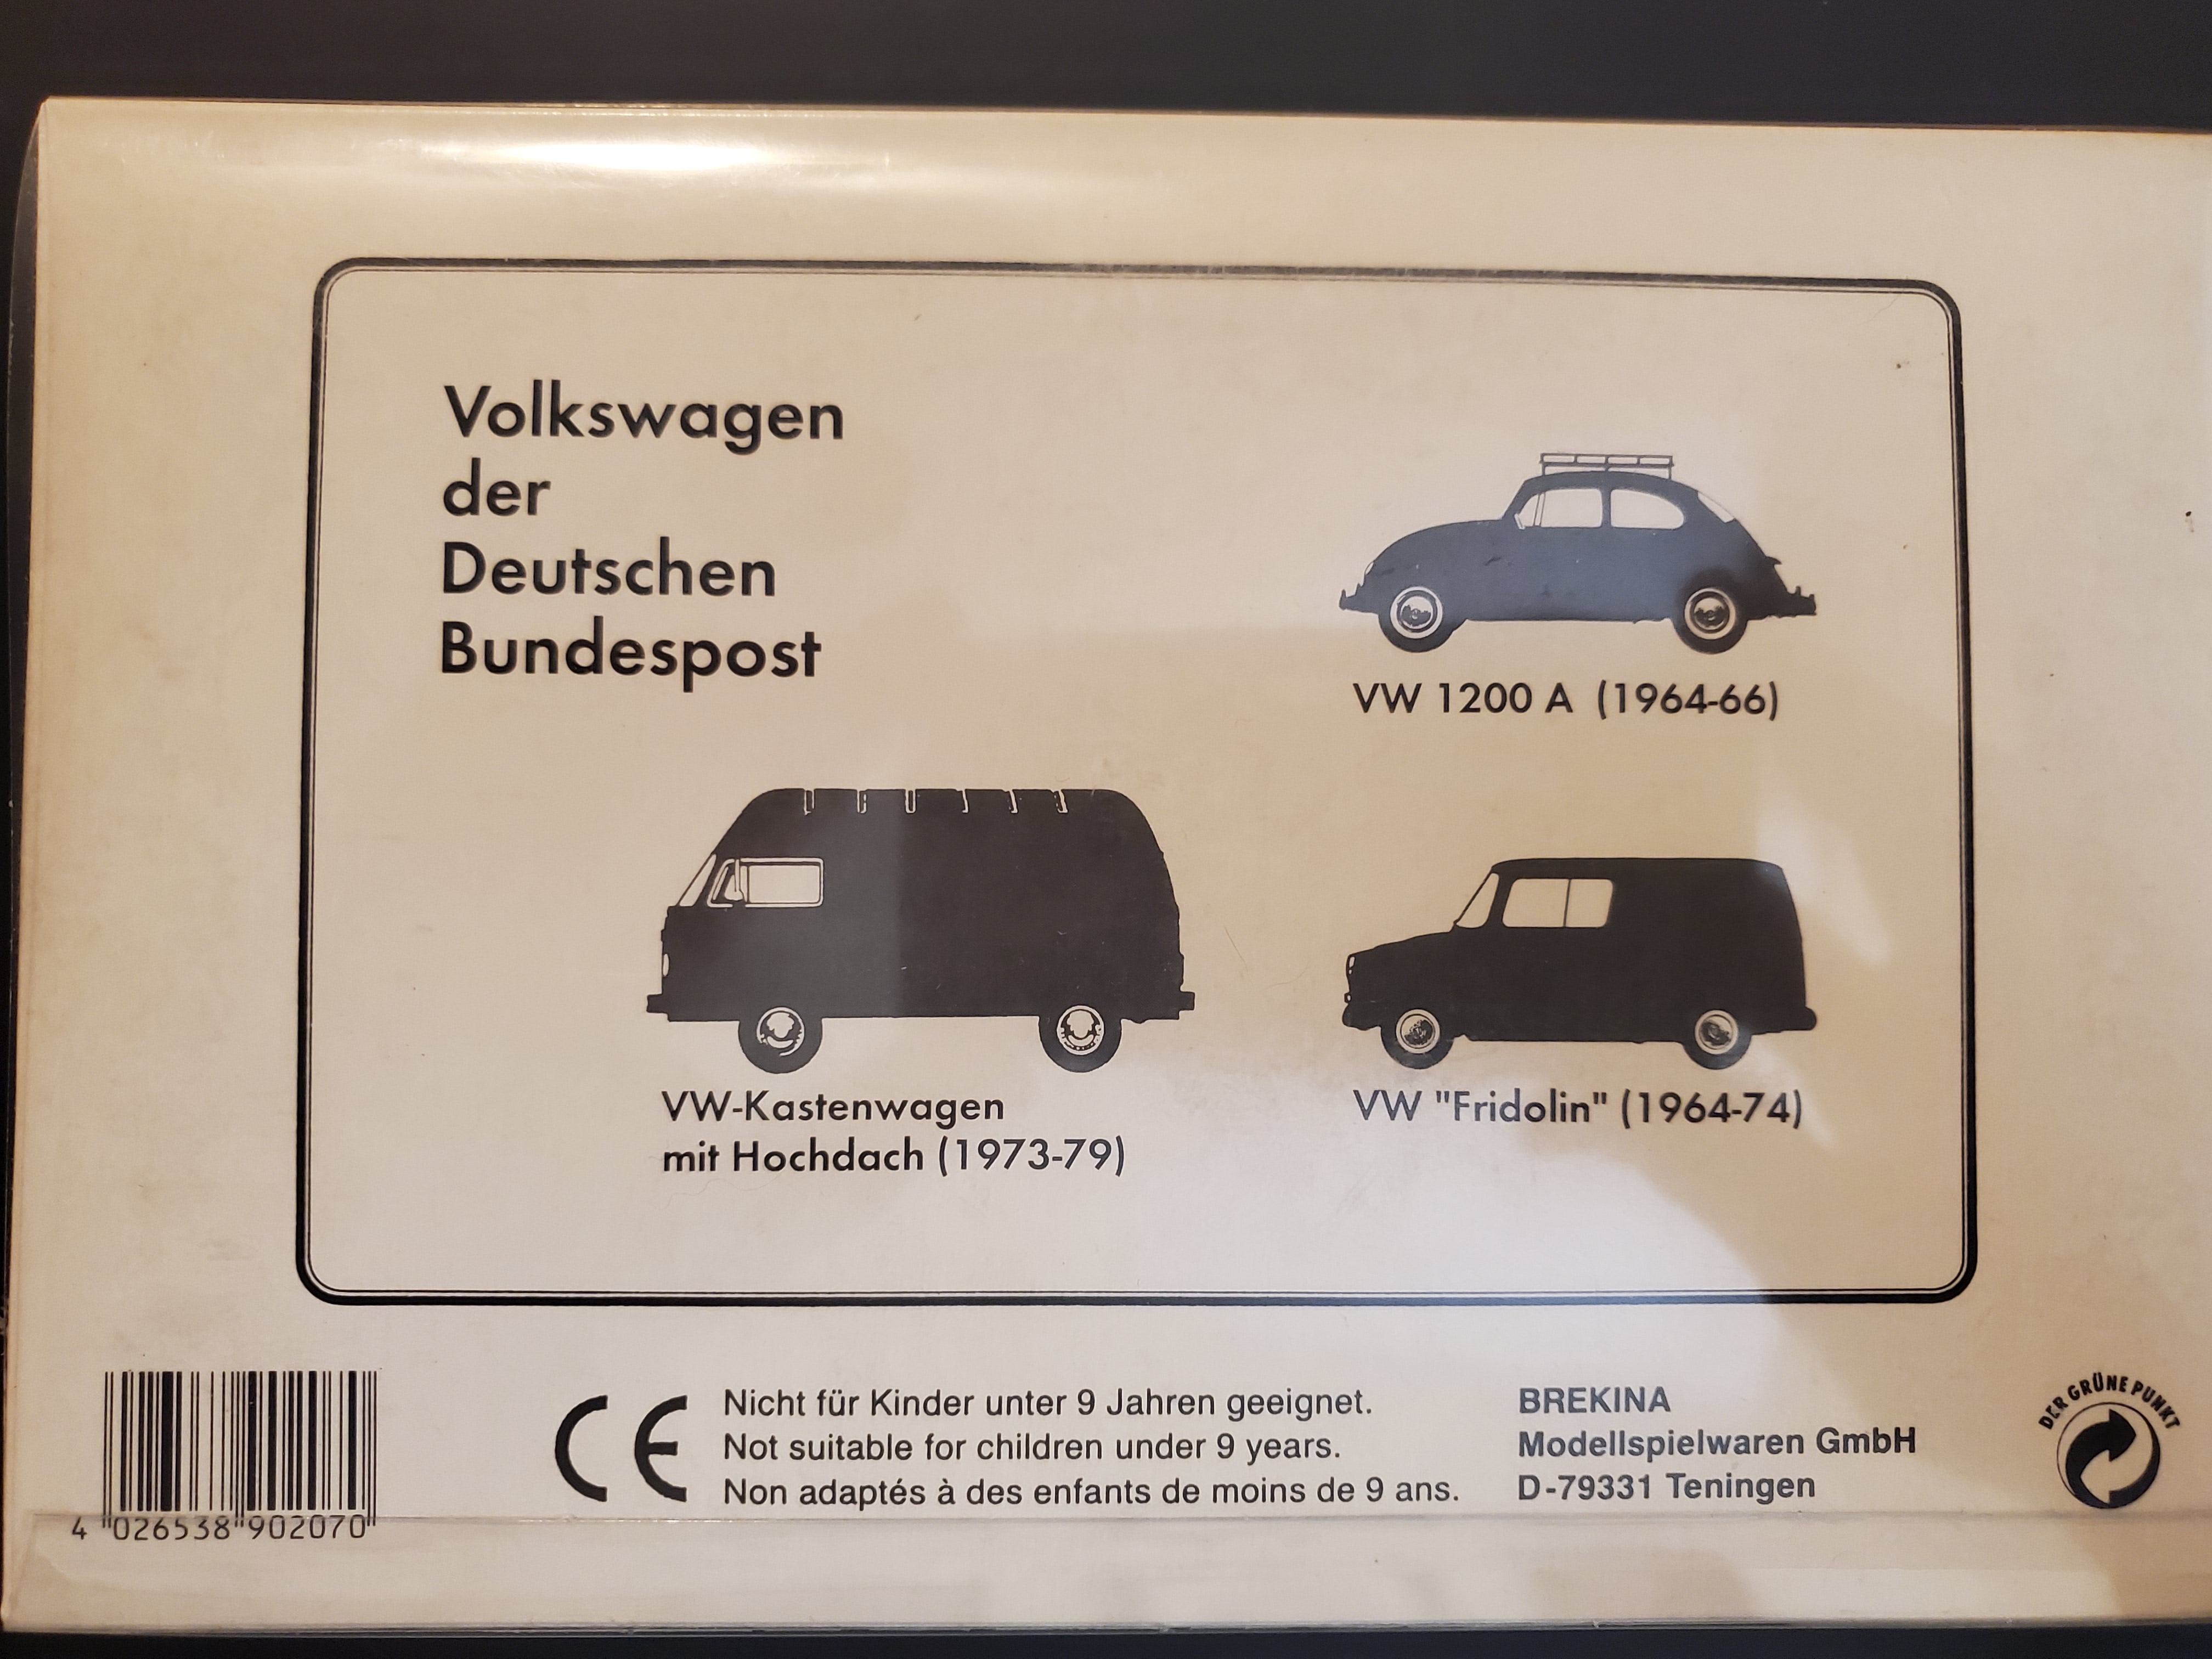 Volkswagen
der
Deutschen
Bundespost
VW 1200 A (1964-66)
VW-Kastenwagen
mit Hochdach (1973-79)
VW "Fridolin" (1964-74)
4 026538 902070
CE
Nicht für Kinder unter 9 Jahren geeignet.
Not suitable for children under 9 years.
Non adaptés à des enfants de moins de 9 ans.
BREKINA
Modellspielwaren GmbH
D-79331 Teningen
DER GRÜNE PUNKT